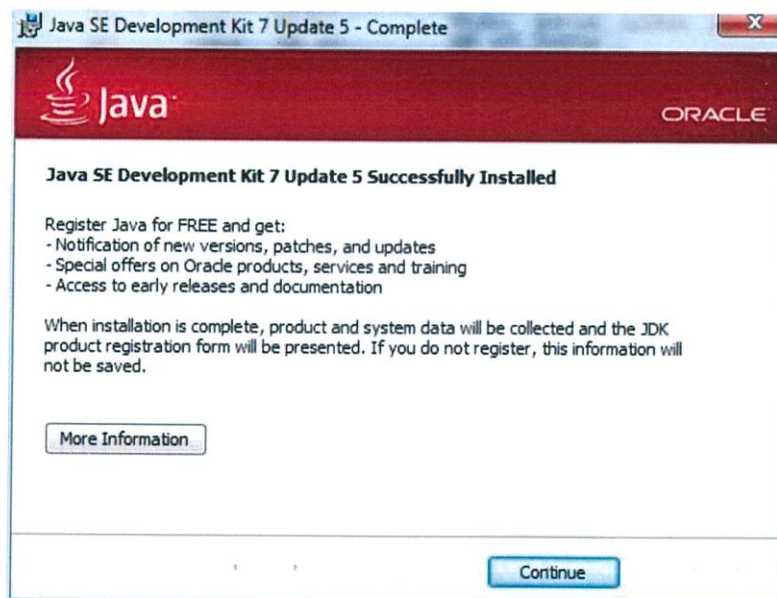 Java SE Development Kit 7 Update 5 - Complete
Java
ORACLE
Java SE Development Kit 7 Update 5 Successfully Installed
Register Java for FREE and get:
- Notification of new versions, patches, and updates
- Special offers on Oracle products, services and training
- Access to early releases and documentation
When installation is complete, product and system data will be collected and the JDK
product registration form will be presented. If you do not register, this information will
not be saved.
More Information
Continue